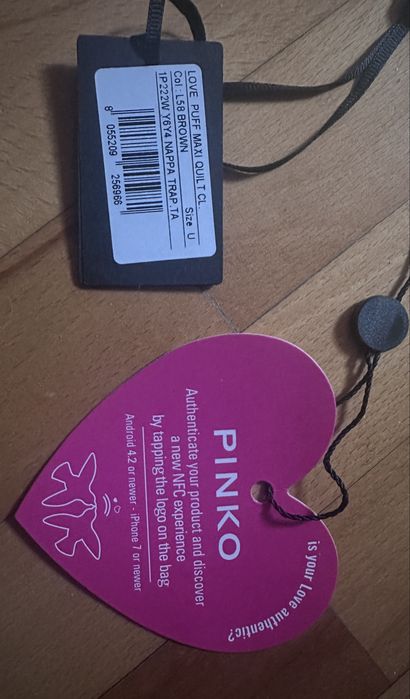 LOVE PUFF MAXI QUILT CL.
Col: L58 BROWN Size U
1P222W Y6Y4 NAPPA TRAP.TA
8 055209 256966
is your Love authentic?
PINKO
Authenticate your product and discover
a new NFC experience
by tapping the logo on the bag
Android 4.2 or newer - iPhone 7 or newer